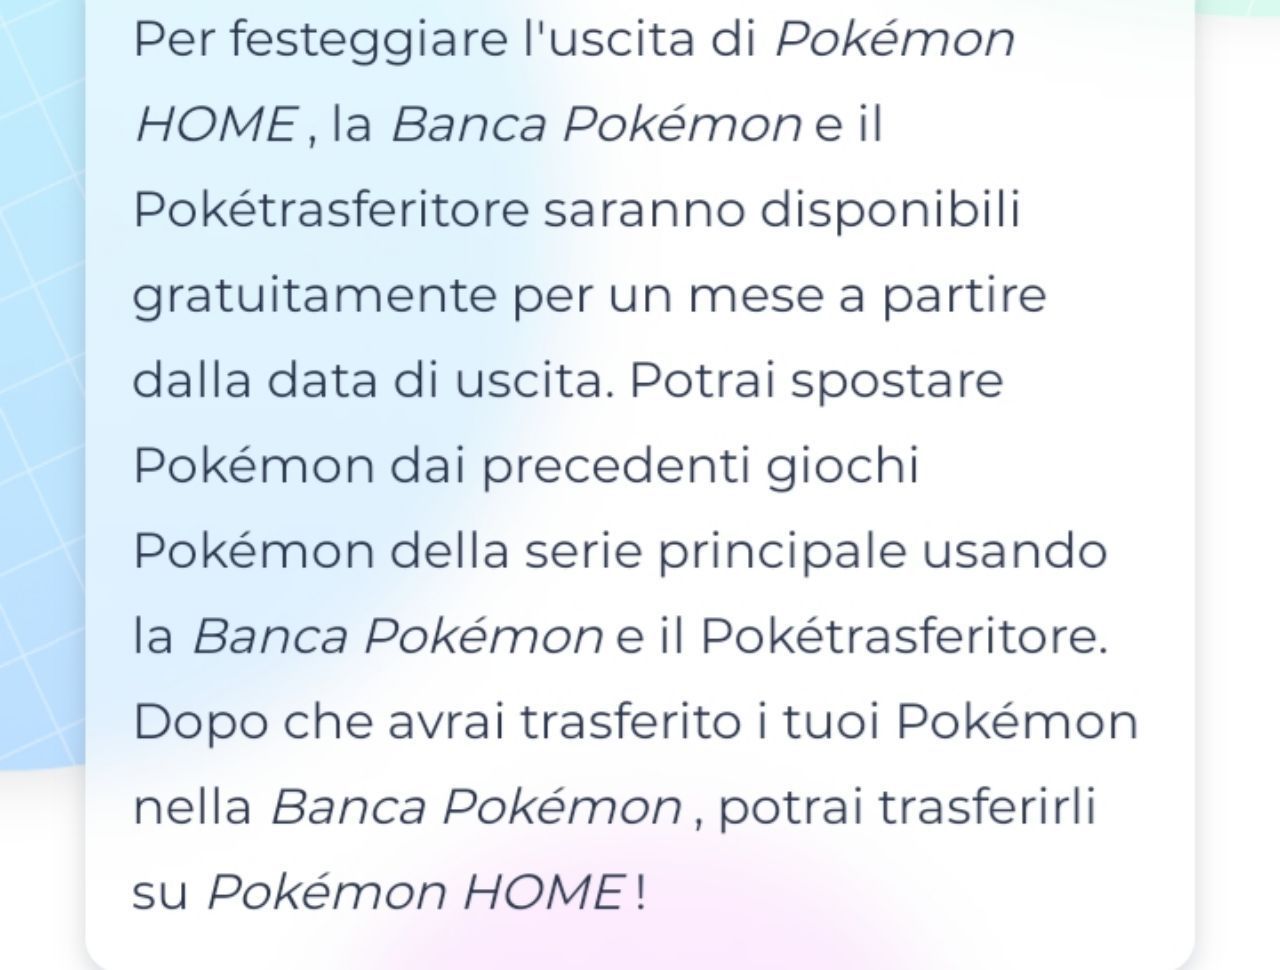 Per festeggiare l'uscita di Pokémon
HOME , la Banca Pokémon e il
Pokétrasferitore saranno disponibili
gratuitamente per un mese a partire
dalla data di uscita. Potrai spostare
Pokémon dai precedenti giochi
Pokémon della serie principale usando
la Banca Pokémon e il Pokétrasferitore.
Dopo che avrai trasferito i tuoi Pokémon
nella Banca Pokémon , potrai trasferirli
su Pokémon HOME !